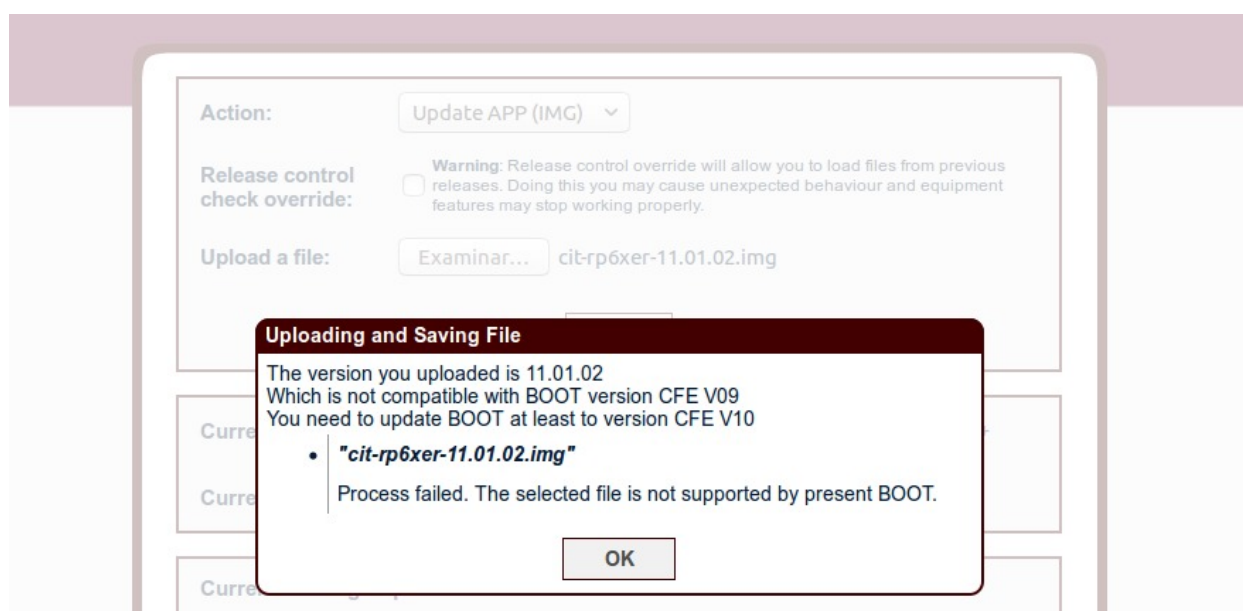 Action:
Update APP (IMG)
Release control
check override:
Warning: Release control override will allow you to load files from previous
releases. Doing this you may cause unexpected behaviour and equipment
features may stop working properly.
Upload a file:
Examinar...
cit-rp6xer-11.01.02.img
Uploading and Saving File
The version you uploaded is 11.01.02
Which is not compatible with BOOT version CFE V09
You need to update BOOT at least to version CFE V10
Curre
• "cit-rp6xer-11.01.02.img"
Process failed. The selected file is not supported by present BOOT.
Curre
OK
Curre